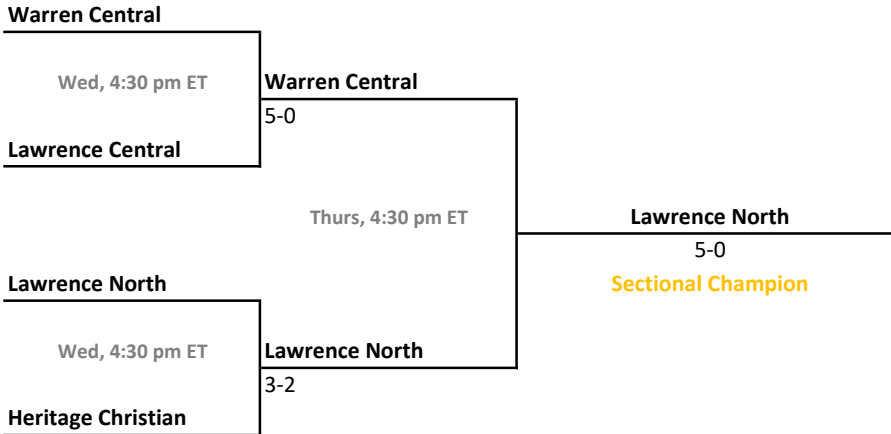 Warren Central
Wed, 4:30 pm ET
Warren Central
5-0
Lawrence Central
Thurs, 4:30 pm ET
Lawrence North
5-0
Sectional Champion
Lawrence North
Wed, 4:30 pm ET
Lawrence North
3-2
Heritage Christian